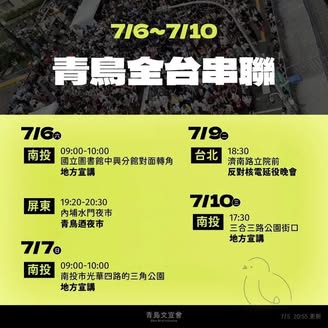 7/6~7/10
青鳥全台串聯
7/6 六
南投
09:00-10:00
國立圖書館中興分館對面轉角
地方宣講
屏東
19:20-20:30
內埔水門夜市
青鳥迺夜市
7/7 日
南投
09:00-10:00
南投市光華四路的三角公園
地方宣講
7/9 二
台北
18:30
濟南路立院前
反對核電延役晚會
7/10 三
南投
17:30
三合三路公園街口
地方宣講
青鳥文宣會
7/5 20:55 更新